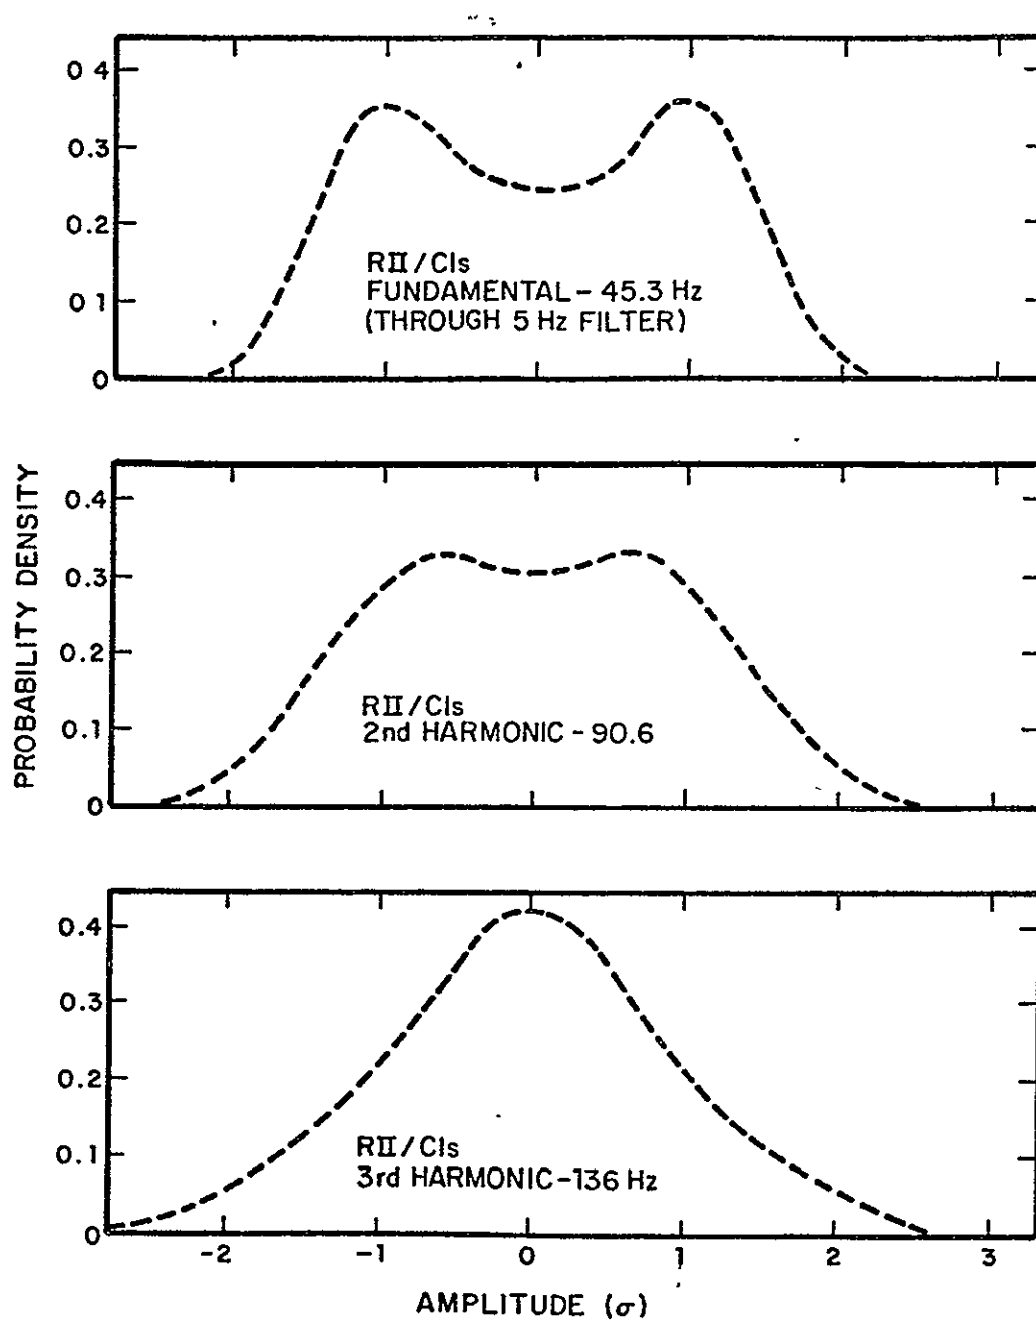 0 4
0.3
0.2
0 1
0
RII/CIs
FUNDAMENTAL - 45.3 Hz
(THROUGH 5 Hz FILTER)
PROBABILITY DENSITY
0.4
0.3
0.2
0.1
0
RII/CIs
2nd HARMONIC - 90.6
0.4
0.3
0.2
0.1
0
RII/CIs
3rd HARMONIC-136 Hz
-2 -1 0 1 2 3
AMPLITUDE (σ)